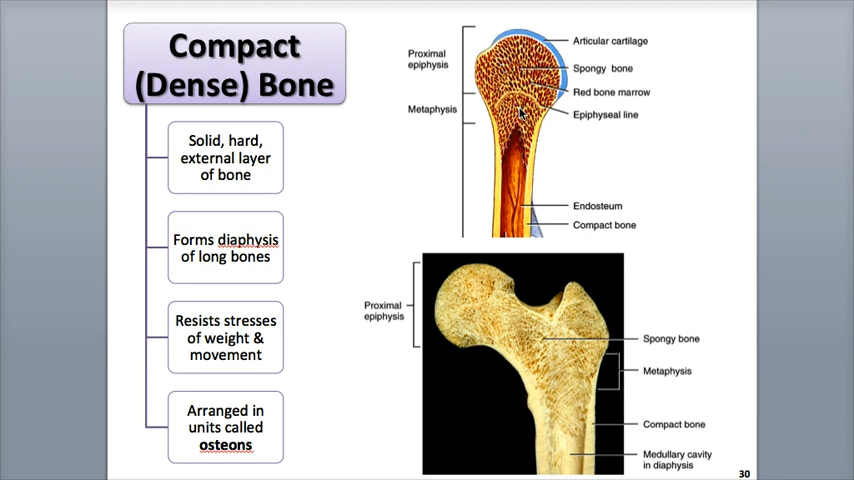 Compact
(Dense) Bone
Solid, hard,
external layer
of bone
Forms diaphysis
of long bones
Resists stresses
of weight &
movement
Arranged in
units called
osteons
Proximal
epiphysis
Metaphysis
Articular cartilage
Spongy bone
Red bone marrow
Epiphyseal line
Endosteum
Compact bone
Proximal
epiphysis
Spongy bone
Metaphysis
Compact bone
Medullary cavity
in diaphysis
30